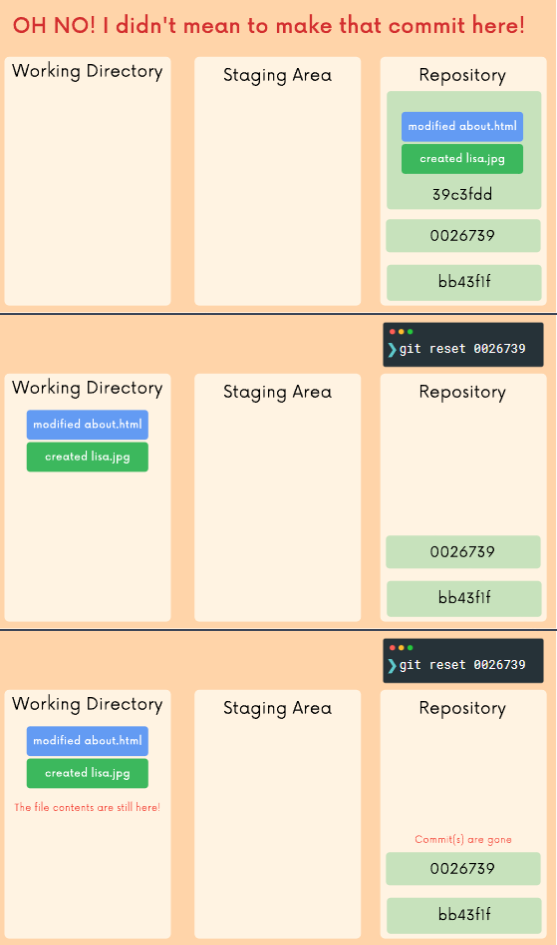 OH NO! I didn't mean to make that commit here!
Working Directory
Staging Area
Repository
modified about.html
created lisa.jpg
39c3fdd
0026739
bb43f1f
❯git reset 0026739
Working Directory
Staging Area
Repository
modified about.html
created lisa.jpg
0026739
bb43f1f
❯git reset 0026739
Working Directory
Staging Area
Repository
modified about.html
created lisa.jpg
The file contents are still here!
Commit(s) are gone
0026739
bb43f1f